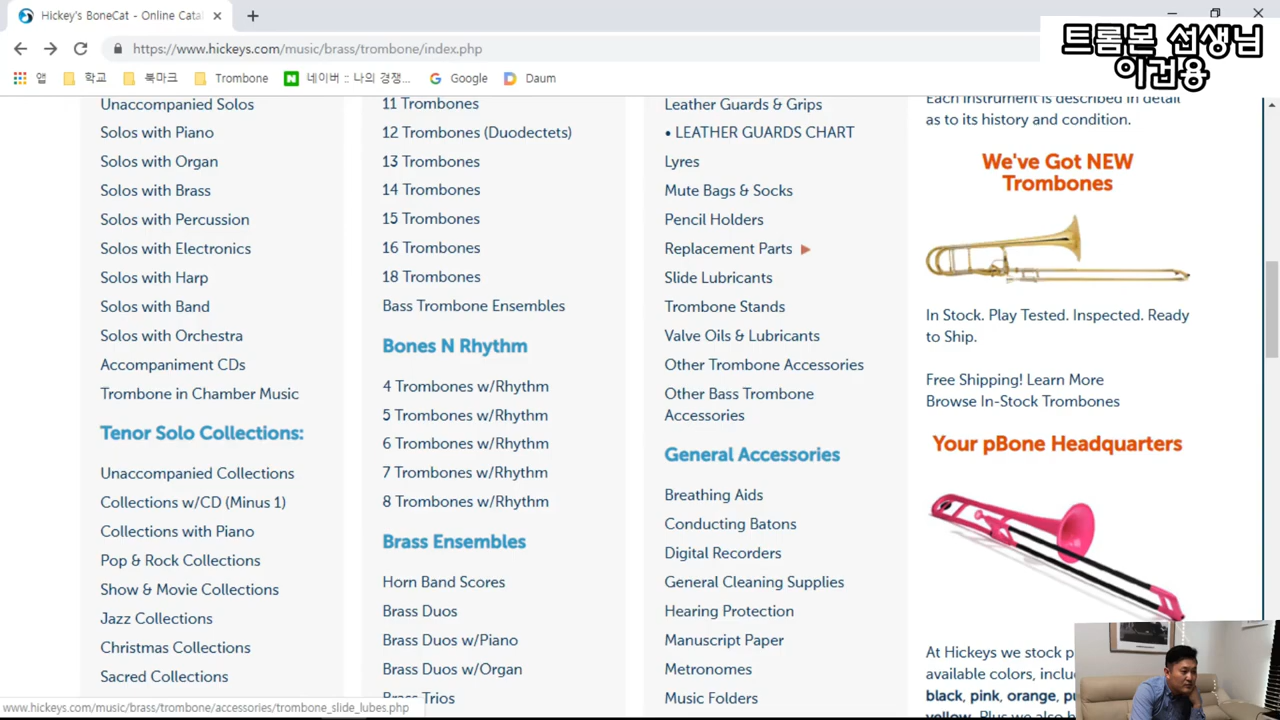 Hickey's BoneCat - Online Catal
https://www.hickeys.com/music/brass/trombone/index.php
트롬본 선생님
이건용
앱
학교
북마크
Trombone
네이버 :: 나의 경쟁...
Google
Daum
Unaccompanied Solos
Solos with Piano
Solos with Organ
Solos with Brass
Solos with Percussion
Solos with Electronics
Solos with Harp
Solos with Band
Solos with Orchestra
Accompaniment CDs
Trombone in Chamber Music
Tenor Solo Collections:
Unaccompanied Collections
Collections w/CD (Minus 1)
Collections with Piano
Pop & Rock Collections
Show & Movie Collections
Jazz Collections
Christmas Collections
Sacred Collections
11 Trombones
12 Trombones (Duodectets)
13 Trombones
14 Trombones
15 Trombones
16 Trombones
18 Trombones
Bass Trombone Ensembles
Bones N Rhythm
4 Trombones w/Rhythm
5 Trombones w/Rhythm
6 Trombones w/Rhythm
7 Trombones w/Rhythm
8 Trombones w/Rhythm
Brass Ensembles
Horn Band Scores
Brass Duos
Brass Duos w/Piano
Brass Duos w/Organ
Brass Trios
Leather Guards & Grips
• LEATHER GUARDS CHART
Lyres
Mute Bags & Socks
Pencil Holders
Replacement Parts
Slide Lubricants
Trombone Stands
Valve Oils & Lubricants
Other Trombone Accessories
Other Bass Trombone
Accessories
General Accessories
Breathing Aids
Conducting Batons
Digital Recorders
General Cleaning Supplies
Hearing Protection
Manuscript Paper
Metronomes
Music Folders
Each instrument is described in detail
as to its history and condition.
We've Got NEW
Trombones
In Stock. Play Tested. Inspected. Ready
to Ship.
Free Shipping! Learn More
Browse In-Stock Trombones
Your pBone Headquarters
At Hickeys we stock p
available colors, inclu
black, pink, orange, pu
yellow. Plus we also h
https://www.hickeys.com/music/brass/trombone/accessories/trombone_slide_lubes.php